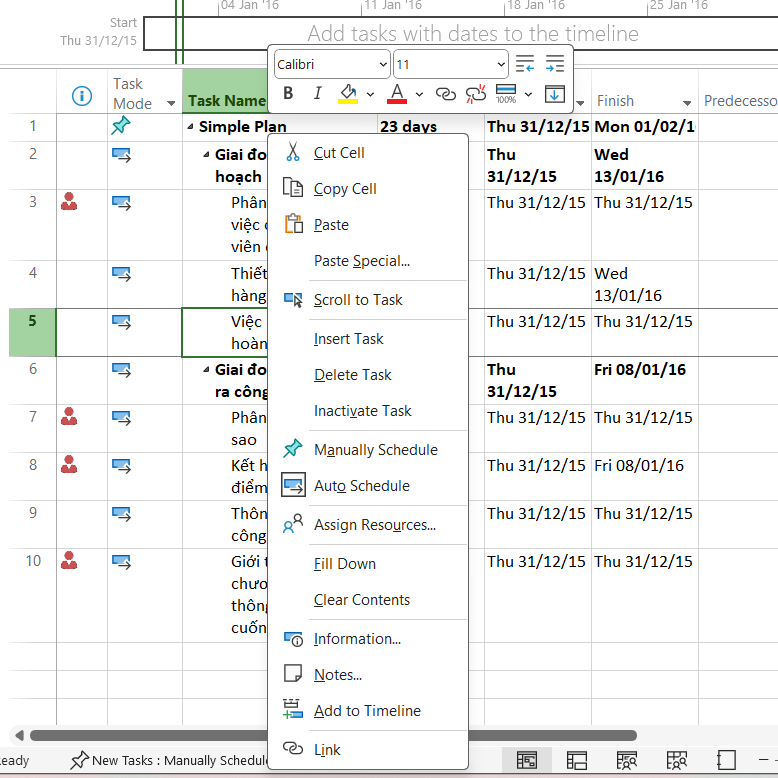 04 Jan '16 11 Jan '16 18 Jan '16 25 Jan '16
Start
Thu 31/12/15
Add tasks with dates to the timeline
Calibri 11
B I A 100%
Task
Mode
Task Name
Finish
Predecesso
1 Simple Plan 23 days Thu 31/12/15 Mon 01/02/1
2 Giai đo Thu Wed
hoạch 31/12/15 13/01/16
3 Phân Thu 31/12/15 Thu 31/12/15
việc
viên
4 Thiết Thu 31/12/15 Wed
hàng 13/01/16
5 Việc Thu 31/12/15 Thu 31/12/15
hoàn
6 Giai đo Thu Fri 08/01/16
ra công 31/12/15
7 Phân Thu 31/12/15 Thu 31/12/15
sao
8 Kết h Thu 31/12/15 Fri 08/01/16
điểm
9 Thôn Thu 31/12/15 Thu 31/12/15
công
10 Giới t Thu 31/12/15 Thu 31/12/15
chươ
thông
cuốn
Cut Cell
Copy Cell
Paste
Paste Special...
Scroll to Task
Insert Task
Delete Task
Inactivate Task
Manually Schedule
Auto Schedule
Assign Resources...
Fill Down
Clear Contents
Information...
Notes...
Add to Timeline
Link
eady New Tasks : Manually Schedule